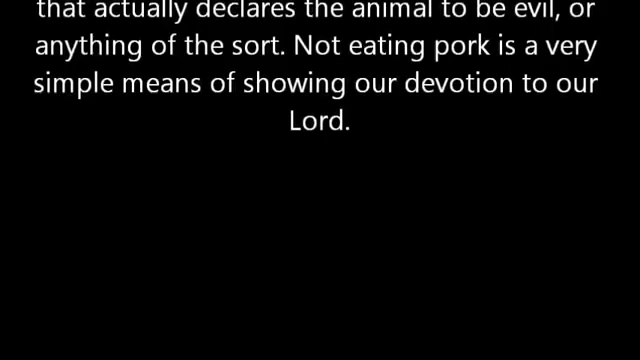 that actually declares the animal to be evil, or
anything of the sort. Not eating pork is a very
simple means of showing our devotion to our
Lord.